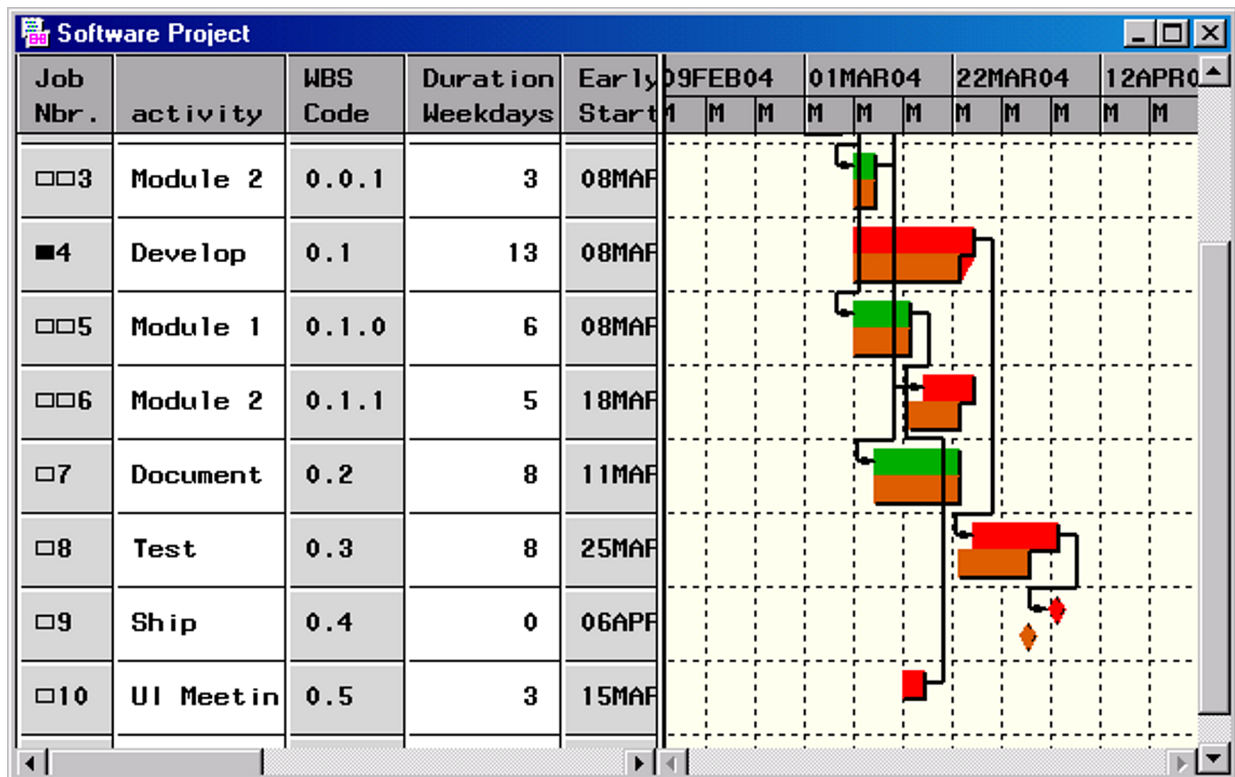 Software Project
Job Nbr. activity WBS Code Duration Weekdays Early Start 09FEB04 01MAR04 22MAR04 12APR0
M M M M M M M M M M M
3 Module 2 0.0.1 3 08MAR
4 Develop 0.1 13 08MAR
5 Module 1 0.1.0 6 08MAR
6 Module 2 0.1.1 5 18MAR
7 Document 0.2 8 11MAR
8 Test 0.3 8 25MAR
9 Ship 0.4 0 06APR
10 UI Meetin 0.5 3 15MAR